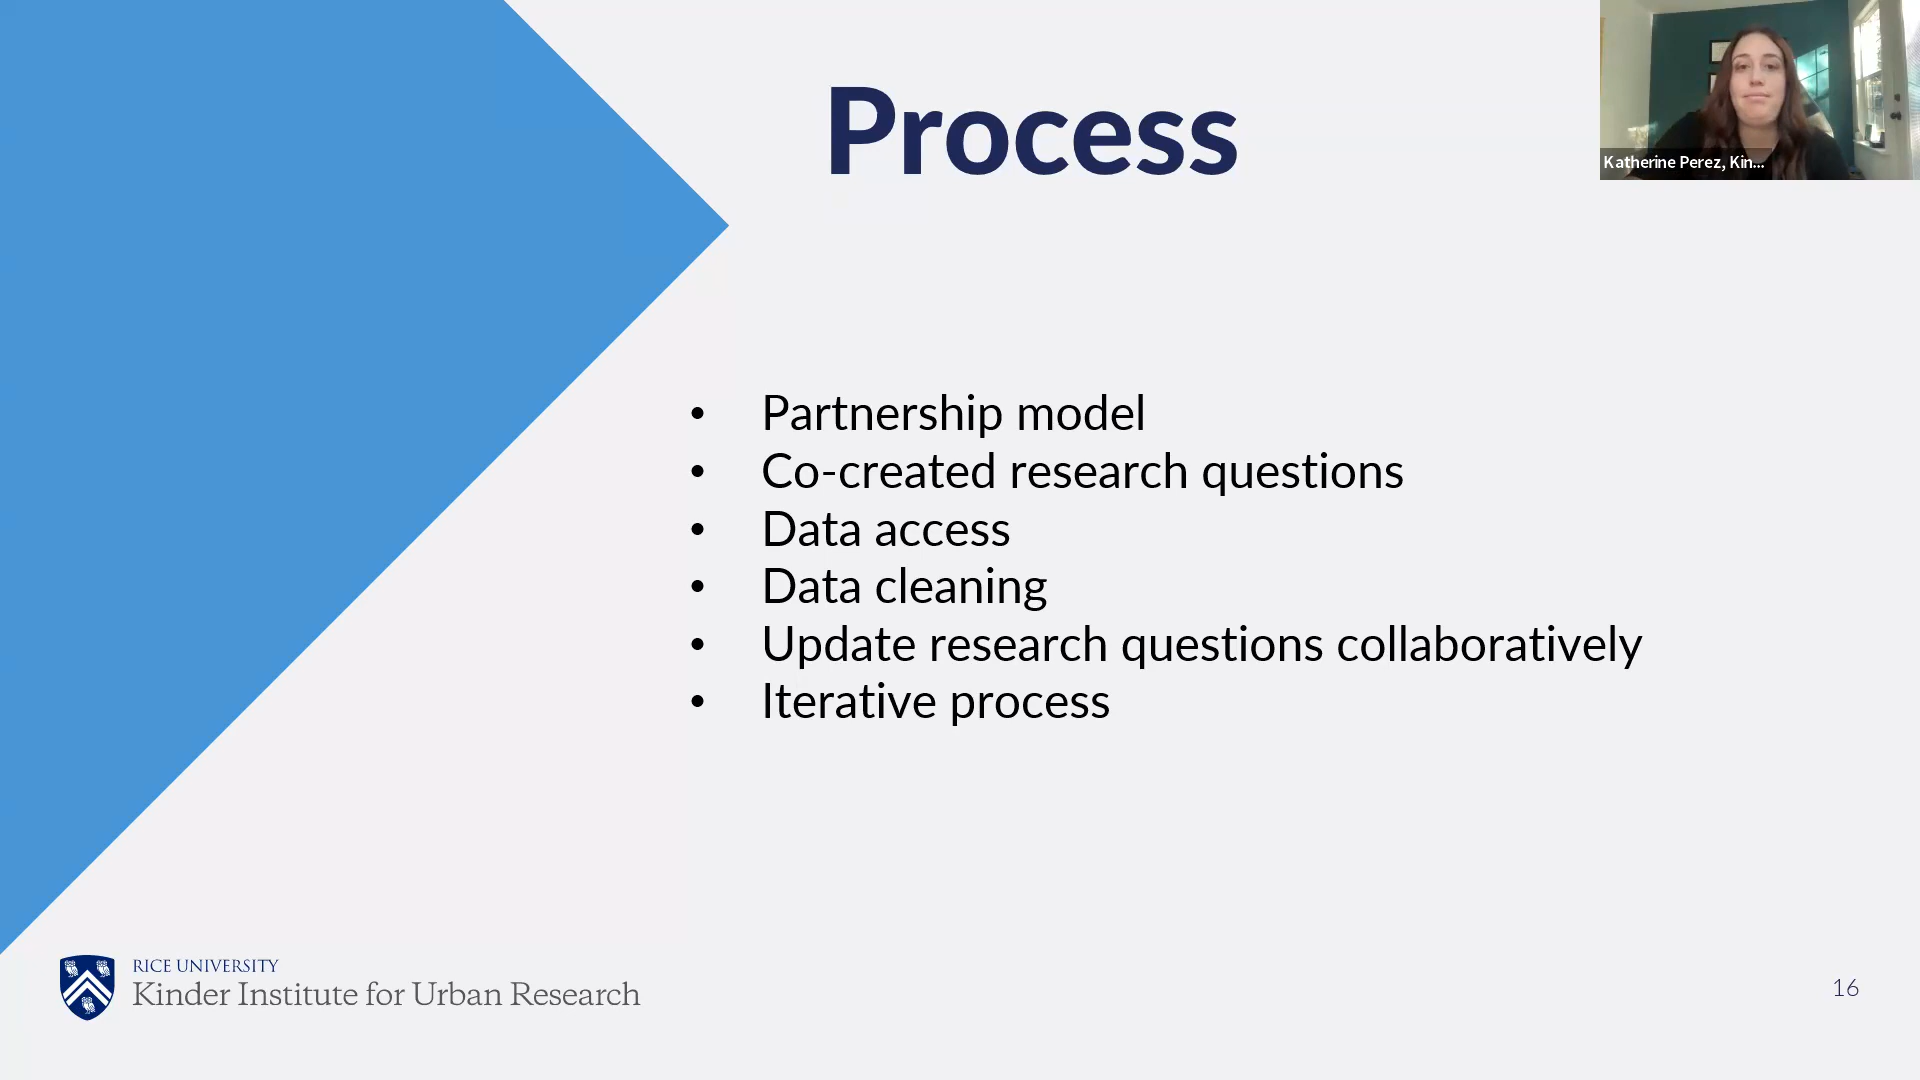 Process
Katherine Perez, Kin...
• Partnership model
• Co-created research questions
• Data access
• Data cleaning
• Update research questions collaboratively
• Iterative process
RICE UNIVERSITY
Kinder Institute for Urban Research
16